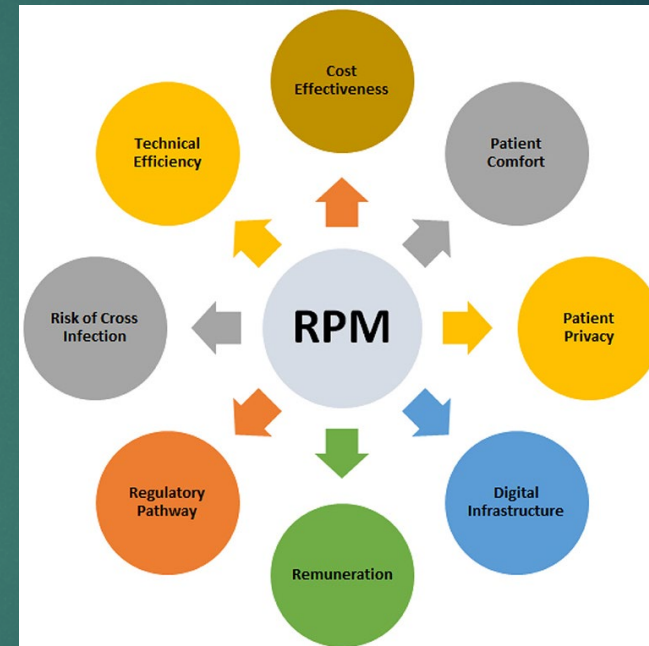 Cost
Effectiveness
Patient
Comfort
Patient
Privacy
Digital
Infrastructure
Remuneration
Regulatory
Pathway
Risk of Cross
Infection
Technical
Efficiency
RPM